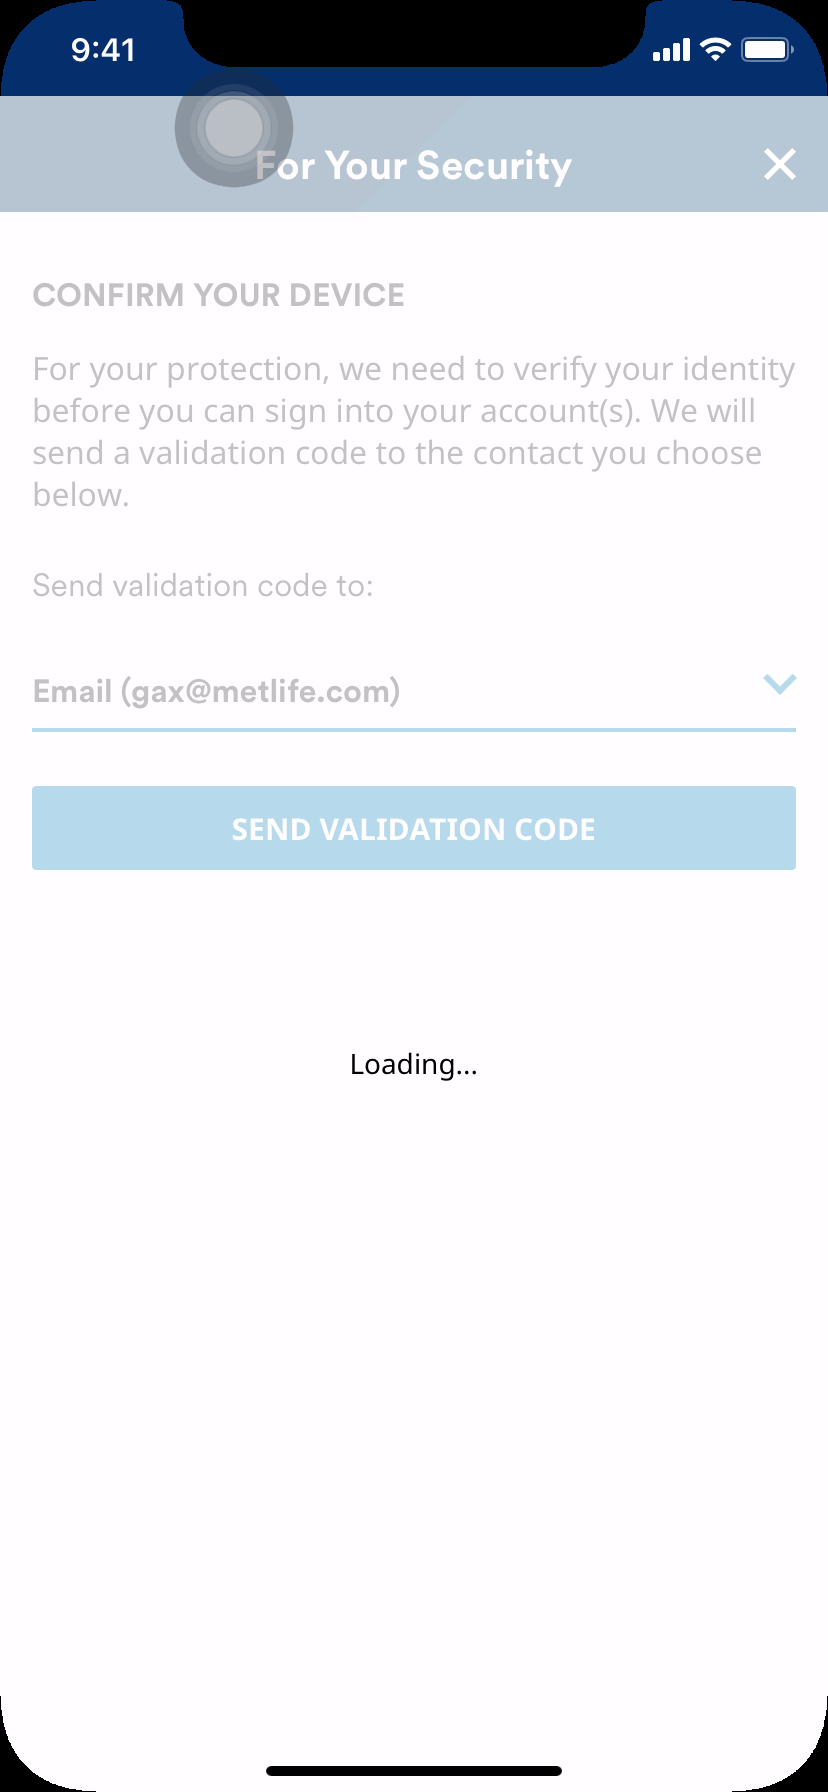 9:41
For Your Security
CONFIRM YOUR DEVICE
For your protection, we need to verify your identity
before you can sign into your account(s). We will
send a validation code to the contact you choose
below.
Send validation code to:
Email (gax@metlife.com)
SEND VALIDATION CODE
Loading...